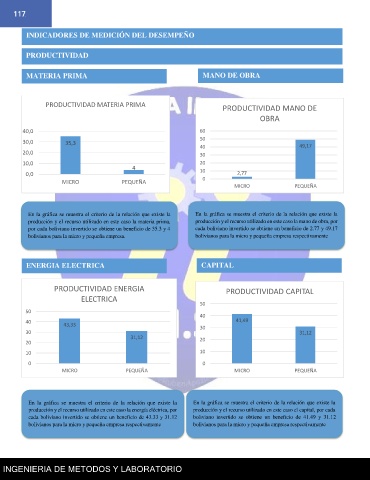 117
INDICADORES DE MEDICIÓN DEL DESEMPEÑO
PRODUCTIVIDAD
MATERIA PRIMA
MANO DE OBRA
PRODUCTIVIDAD MATERIA PRIMA
40,0
30,0
20,0
10,0
0,0
35,3
4
MICRO PEQUEÑA
PRODUCTIVIDAD MANO DE
OBRA
60
50
40
30
20
10
0
2,77
49,17
MICRO PEQUEÑA
En la gráfica se muestra el criterio de la relación que existe la
producción y el recurso utilizado en este caso la materia prima,
por cada boliviano invertido se obtiene un beneficio de 35.3 y 4
bolivianos para la micro y pequeña empresa.
En la gráfica se muestra el criterio de la relación que existe la
producción y el recurso utilizado en este caso la mano de obra, por
cada boliviano invertido se obtiene un beneficio de 2.77 y 49.17
bolivianos para la micro y pequeña empresa respectivamente
ENERGIA ELECTRICA
CAPITAL
PRODUCTIVIDAD ENERGIA
ELECTRICA
50
40
30
20
10
0
43,33
31,12
MICRO PEQUEÑA
PRODUCTIVIDAD CAPITAL
50
40
30
20
10
0
41,49
31,12
MICRO PEQUEÑA
En la gráfica se muestra el criterio de la relación que existe la
producción y el recurso utilizado en este caso la energía eléctrica, por
cada boliviano invertido se obtiene un beneficio de 43.33 y 31.12
bolivianos para la micro y pequeña empresa respectivamente
En la gráfica se muestra el criterio de la relación que existe la
producción y el recurso utilizado en este caso el capital, por cada
boliviano invertido se obtiene un beneficio de 41.49 y 31.12
bolivianos para la micro y pequeña empresa respectivamente
INGENIERIA DE METODOS Y LABORATORIO